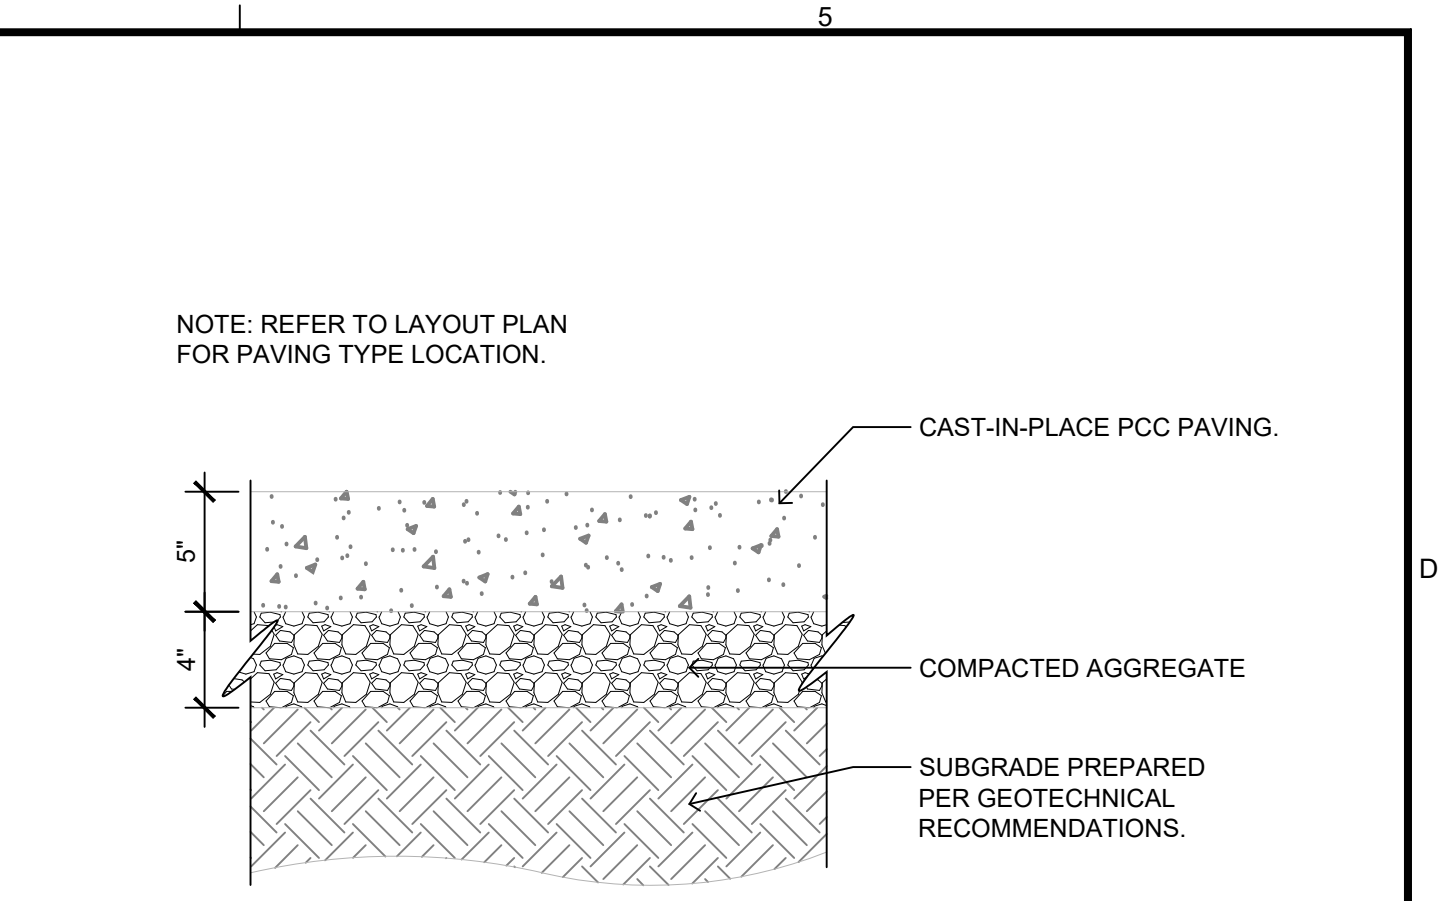 5
NOTE: REFER TO LAYOUT PLAN
FOR PAVING TYPE LOCATION.
CAST-IN-PLACE PCC PAVING.
5"
D
4"
COMPACTED AGGREGATE
SUBGRADE PREPARED
PER GEOTECHNICAL
RECOMMENDATIONS.